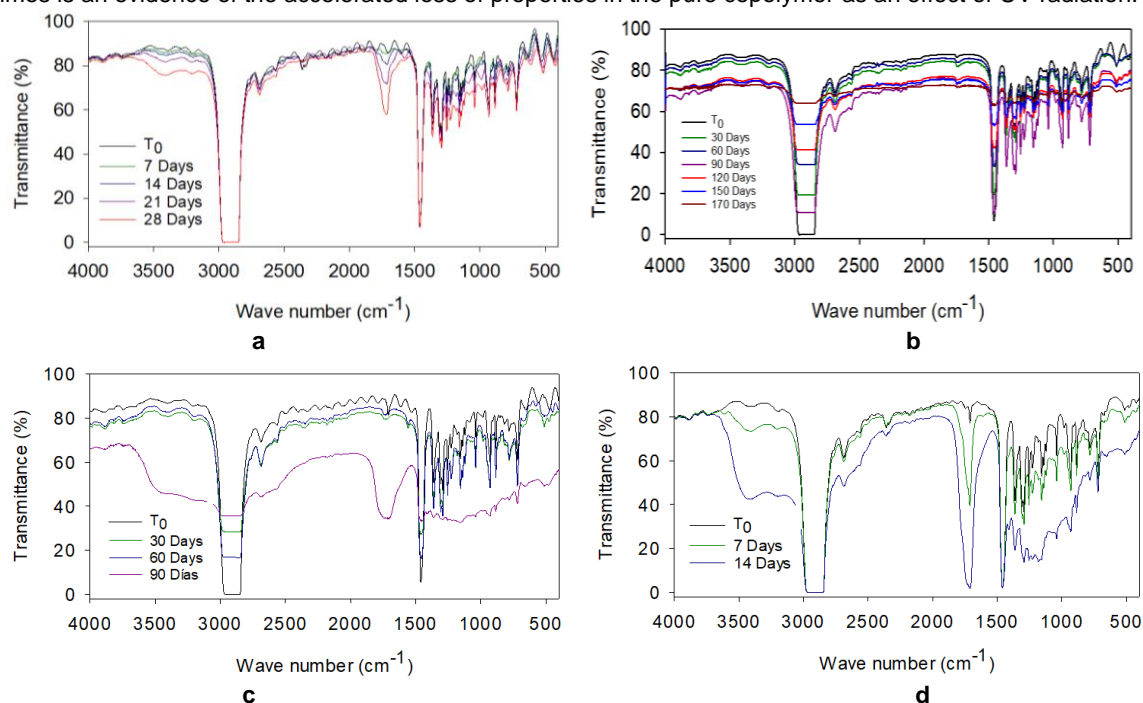 imes is an evidence of the accelerated loss of properties in the pure copolymer as an effect of UV radiation.
100
80
60
40
20
0
Transmittance (%)
T0
7 Days
14 Days
21 Days
28 Days
4000 3000 2500 2000 1500 1000 500
Wave number (cm-1)
a
100
80
60
40
20
0
Transmittance (%)
T0
30 Days
60 Days
90 Days
120 Days
150 Days
170 Days
4000 3000 2500 2000 1500 1000 500
Wave number (cm-1)
b
100
80
60
40
20
0
Transmittance (%)
T0
30 Days
60 Days
90 Días
4000 3000 2500 2000 1500 1000 500
Wave number (cm-1)
c
100
80
60
40
20
0
Transmittance (%)
T0
7 Days
14 Days
4000 3000 2500 2000 1500 1000 500
Wave number (cm-1)
d